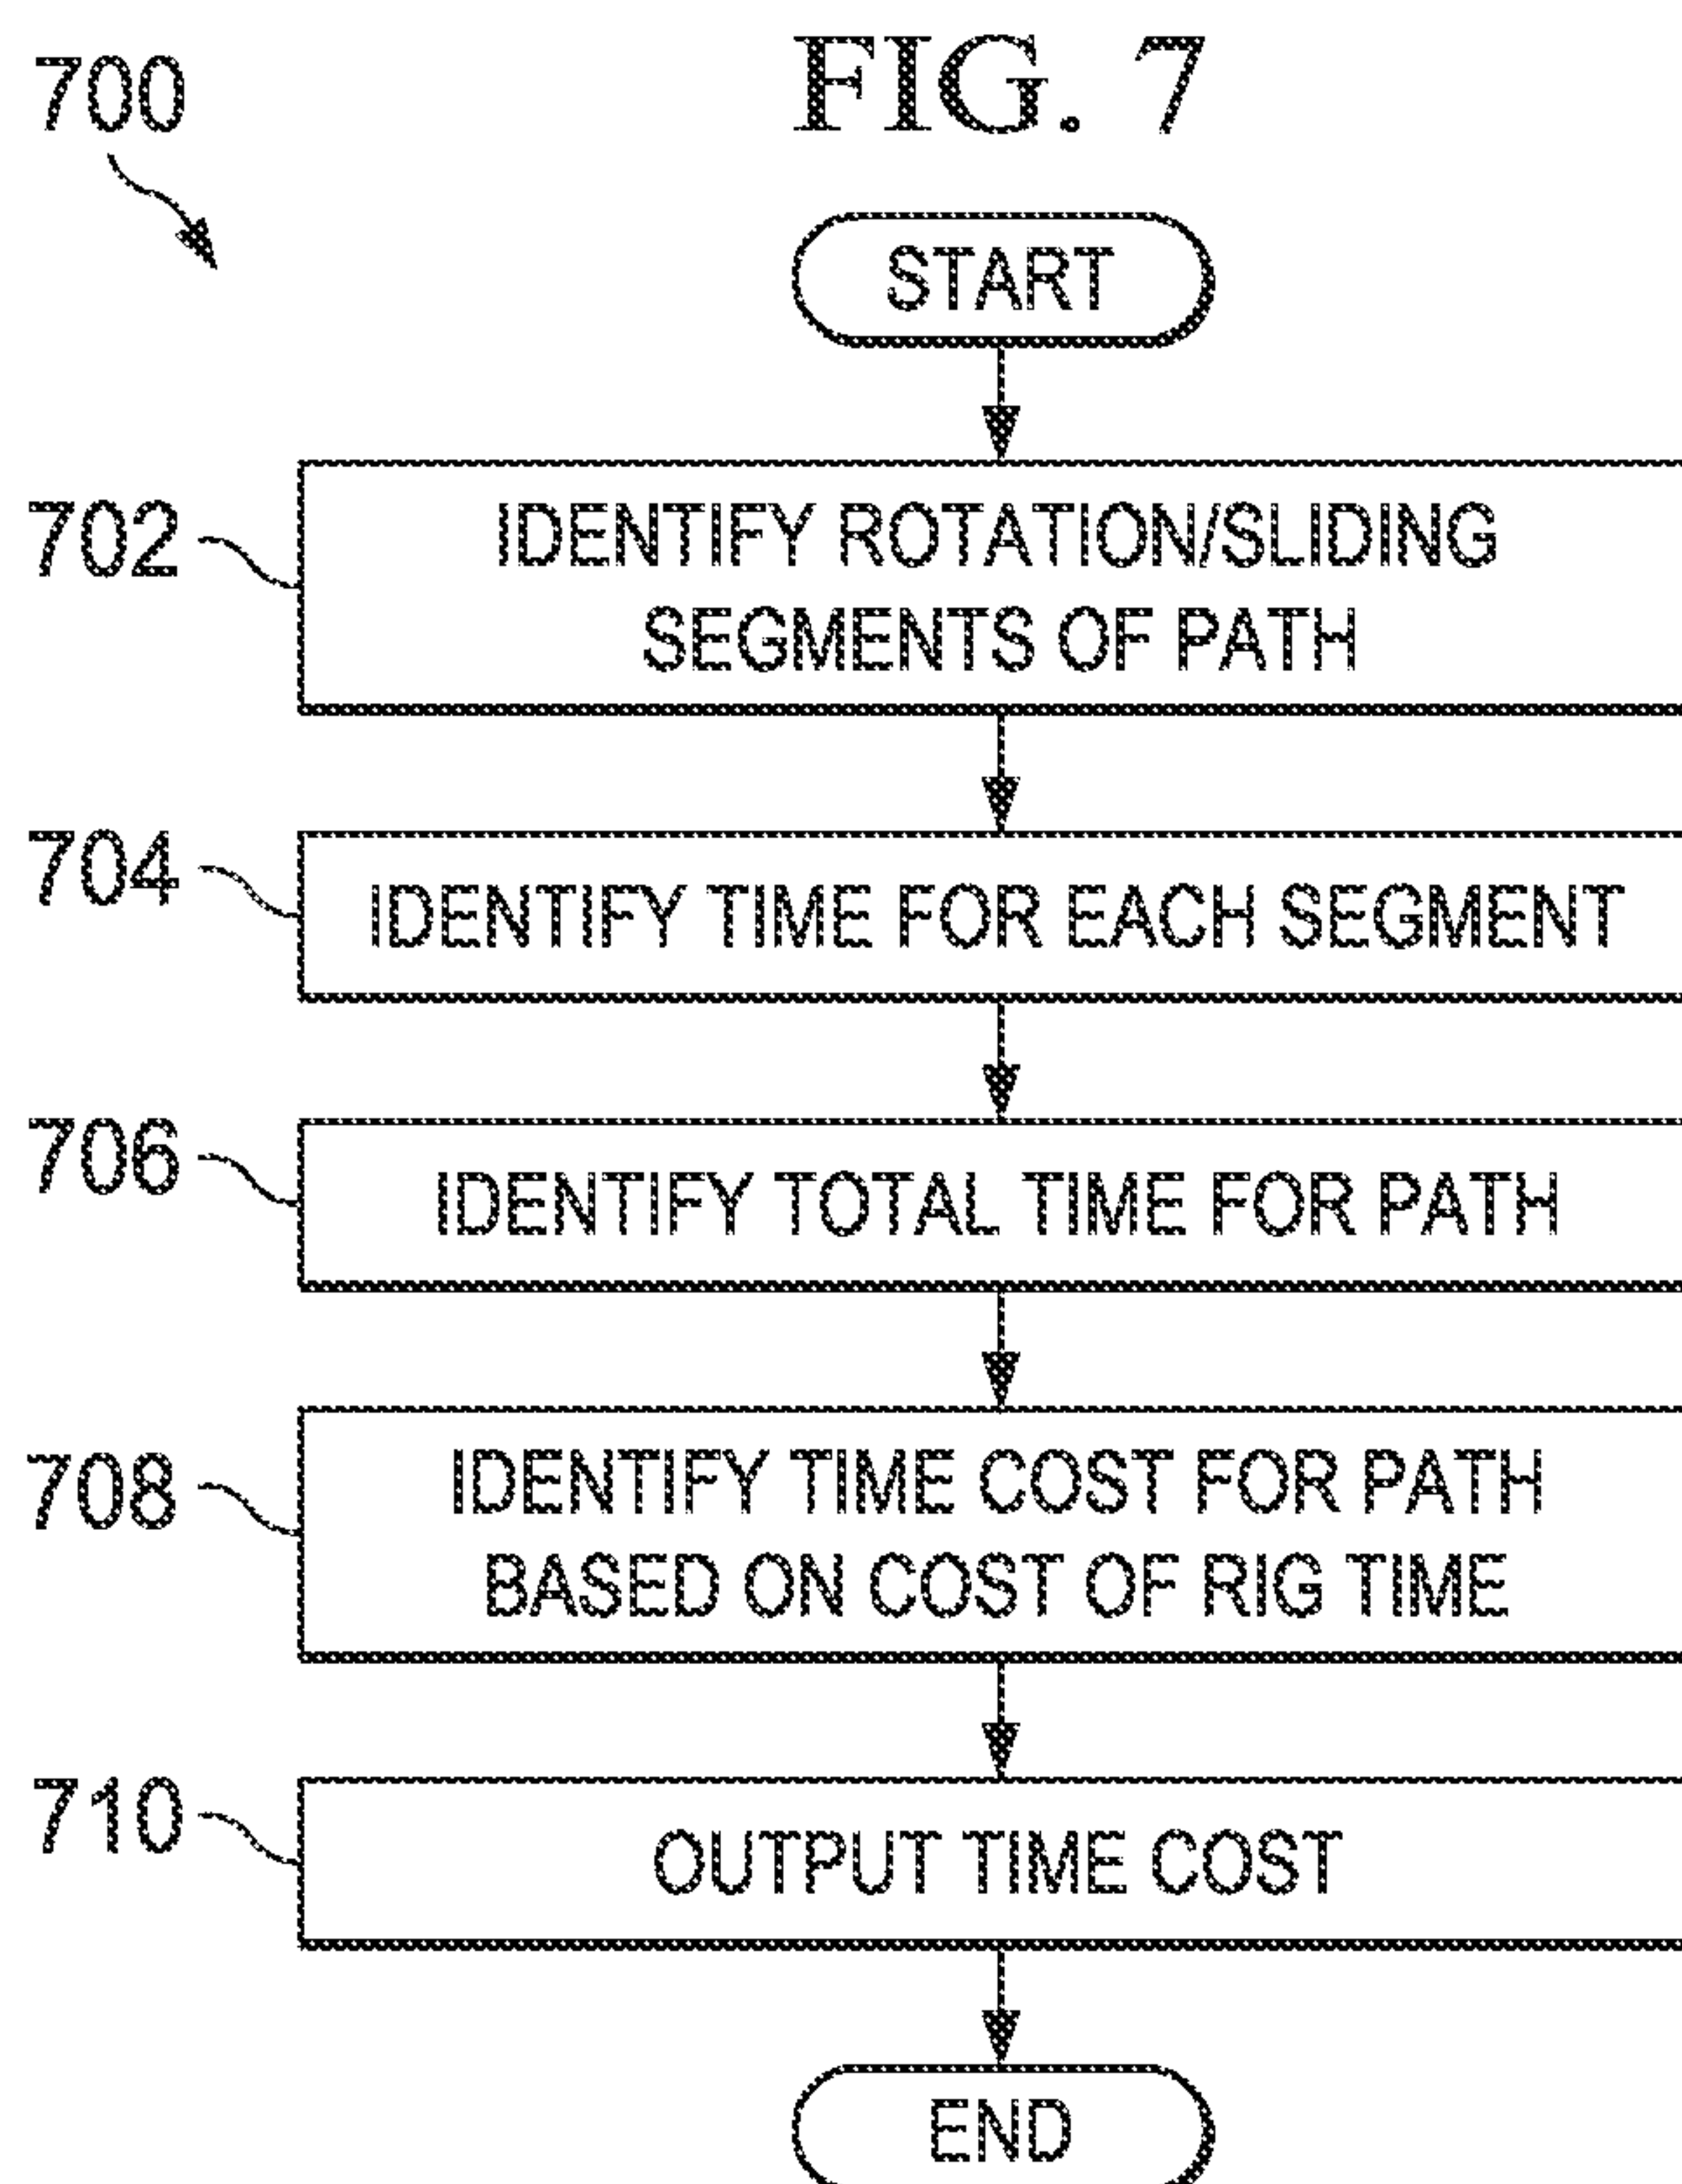 FIG. 7
700
START
702
IDENTIFY ROTATION/SLIDING
SEGMENTS OF PATH
704
IDENTIFY TIME FOR EACH SEGMENT
706
IDENTIFY TOTAL TIME FOR PATH
708
IDENTIFY TIME COST FOR PATH
BASED ON COST OF RIG TIME
710
OUTPUT TIME COST
END